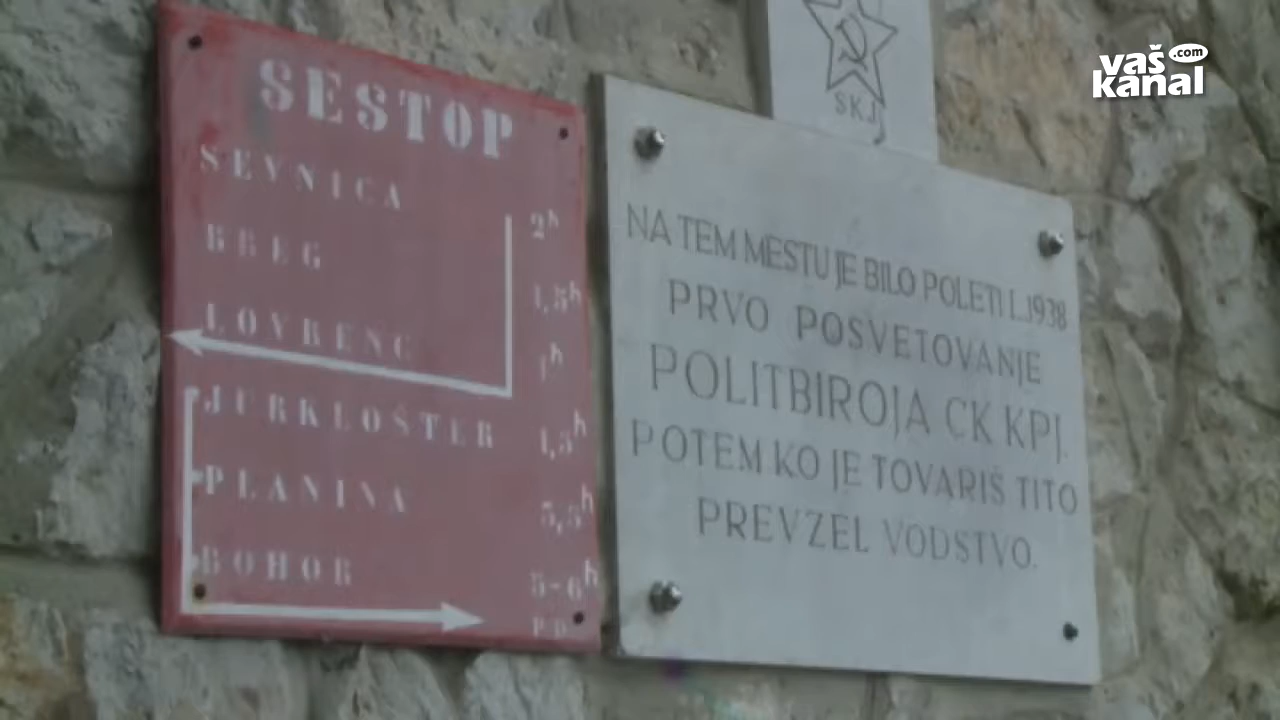 SESTOP
SEVNICA 2h
BREG 1,5h
LOVRENC 1h
JURKLOŠTER 1,5h
PLANINA 5,5h
BOHOR 5-6h
P.D.
SKJ
NA TEM MESTU JE BILO POLETI L.1938
PRVO POSVETOVANJE
POLITBIROJA CK KPJ.
POTEM KO JE TOVARIŠ TITO
PREVZEL VODSTVO.
vaš kanal .com